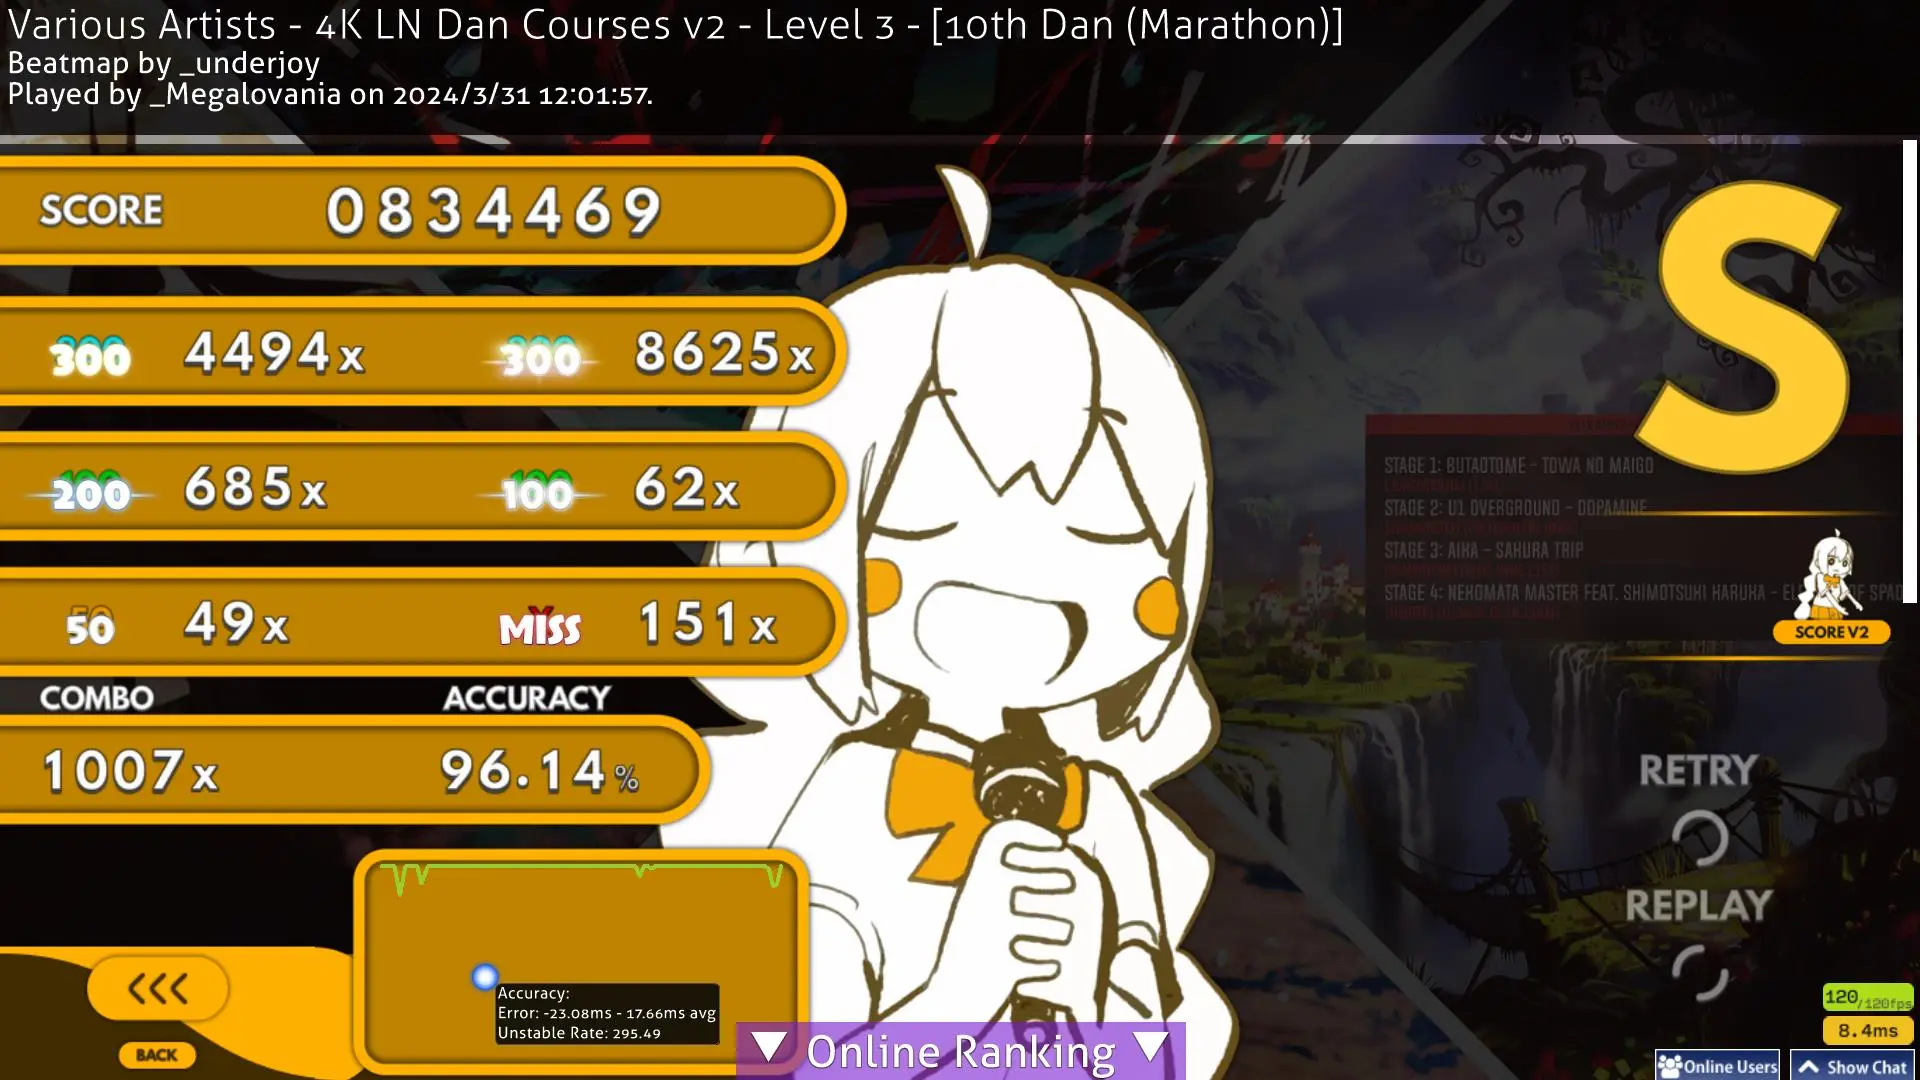 Various Artists - 4K LN Dan Courses v2 - Level 3 - [10th Dan (Marathon)]
Beatmap by _underjoy
Played by _Megalovania on 2024/3/31 12:01:57.
SCORE 0834469
300 4494x 300 8625x
200 685x 100 62x
50 49x MISS 151x
COMBO ACCURACY
1007x 96.14%
STAGE 1: BUTAOTOME - TOWA NO MAIGO
STAGE 2: U1 OVERGROUND - DOPAMINE
STAGE 3: AIKA - SAKURA TRIP
STAGE 4: NEKOMATA MASTER FEAT. SHIMOTSUKI HARUKA -
SCORE V2
RETRY
REPLAY
Accuracy:
Error: -23.08ms - 17.66ms avg
Unstable Rate: 295.49
<<<
BACK
▼ Online Ranking ▼
120/120fps
8.4ms
Online Users
Show Chat